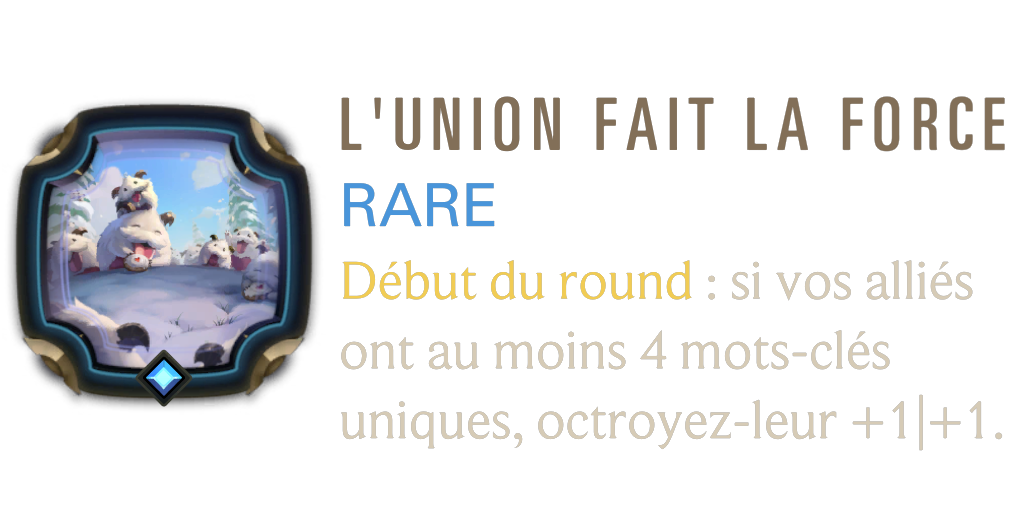 L'UNION FAIT LA FORCE
RARE
Début du round : si vos alliés
ont au moins 4 mots-clés
uniques, octroyez-leur +1|+1.